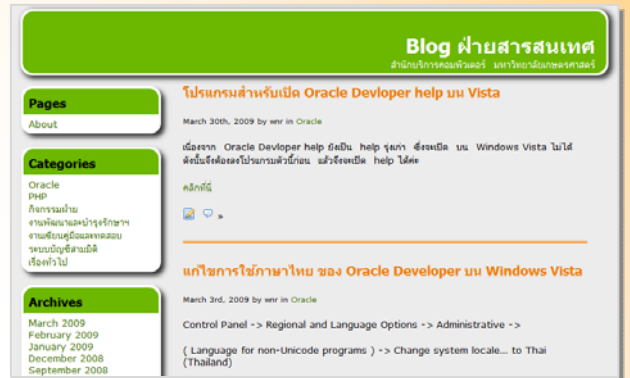 Blog ฝ่ายสารสนเทศ
สำนักบริการคอมพิวเตอร์ มหาวิทยาลัยเกษตรศาสตร์
Pages
About
Categories
Oracle
PHP
กิจกรรมฝ่าย
งานพัฒนาและบำรุงรักษาฯ
งานเขียนคู่มือและทดสอบ
ระบบบัญชีสามมิติ
เรื่องทั่วไป
Archives
March 2009
February 2009
January 2009
December 2008
September 2008
โปรแกรมสำหรับเปิด Oracle Devloper help บน Vista
March 30th, 2009 by wnr in Oracle
เนื่องจาก Oracle Devloper help ยังเป็น help รุ่นเก่า ซึ่งจะเปิด บน Windows Vista ไม่ได้
ดังนั้นจึงต้องลงโปรแกรมตัวนี้ก่อน แล้วจึงจะเปิด help ได้ค่ะ
คลิกที่นี่
»
แก้ไขการใช้ภาษาไทย ของ Oracle Developer บน Windows Vista
March 3rd, 2009 by wnr in Oracle
Control Panel -> Regional and Language Options -> Administrative ->
( Language for non-Unicode programs ) -> Change system locale... to Thai
(Thailand)